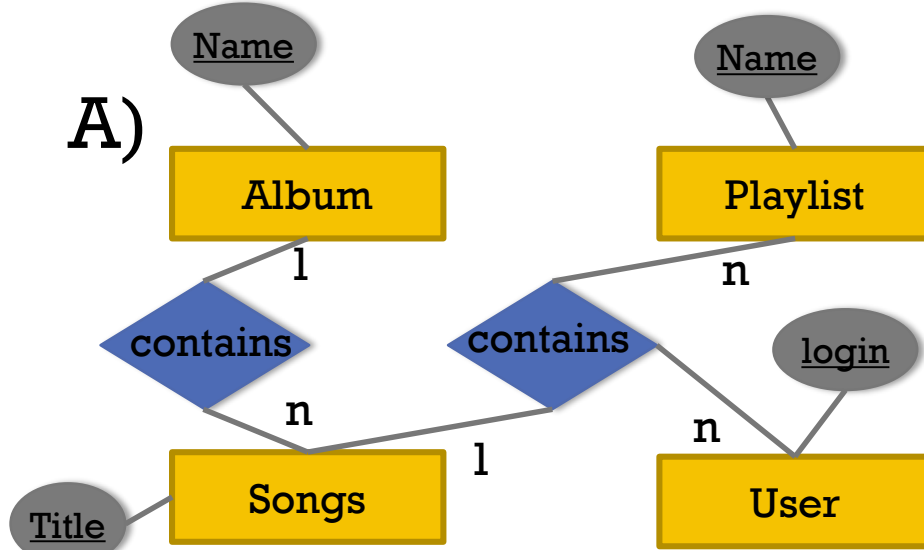 Name
Name
A)
Album
Playlist
1
n
contains
contains
login
n
n
1
Songs
User
Title